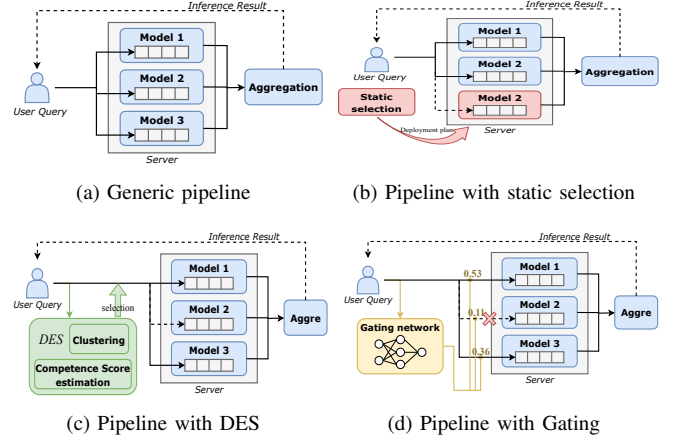 Inference Result
Model 1
Model 2
Model 3
Aggregation
User Query
Server
(a) Generic pipeline
Inference Result
Model 1
Model 2
Model 2
Aggregation
User Query
Static
selection
Deployment plans
Server
(b) Pipeline with static selection
Inference Result
Model 1
Model 2
Model 3
Aggre
User Query
selection
DES
Clustering
Competence Score
estimation
Server
(c) Pipeline with DES
Inference Result
0.53
Model 1
0.11
Model 2
0.36
Model 3
Aggre
User Query
Gating network
Server
(d) Pipeline with Gating